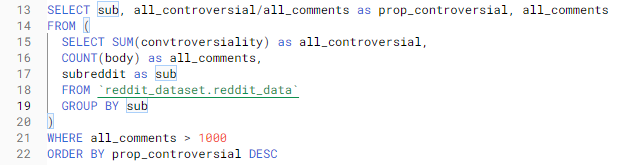 13 SELECT sub, all_controversial/all_comments as prop_controversial, all_comments
14 FROM (
15 SELECT SUM(convtroversiality) as all_controversial,
16 COUNT(body) as all_comments,
17 subreddit as sub
18 FROM `reddit_dataset.reddit_data`
19 GROUP BY sub
20 )
21 WHERE all_comments > 1000
22 ORDER BY prop_controversial DESC